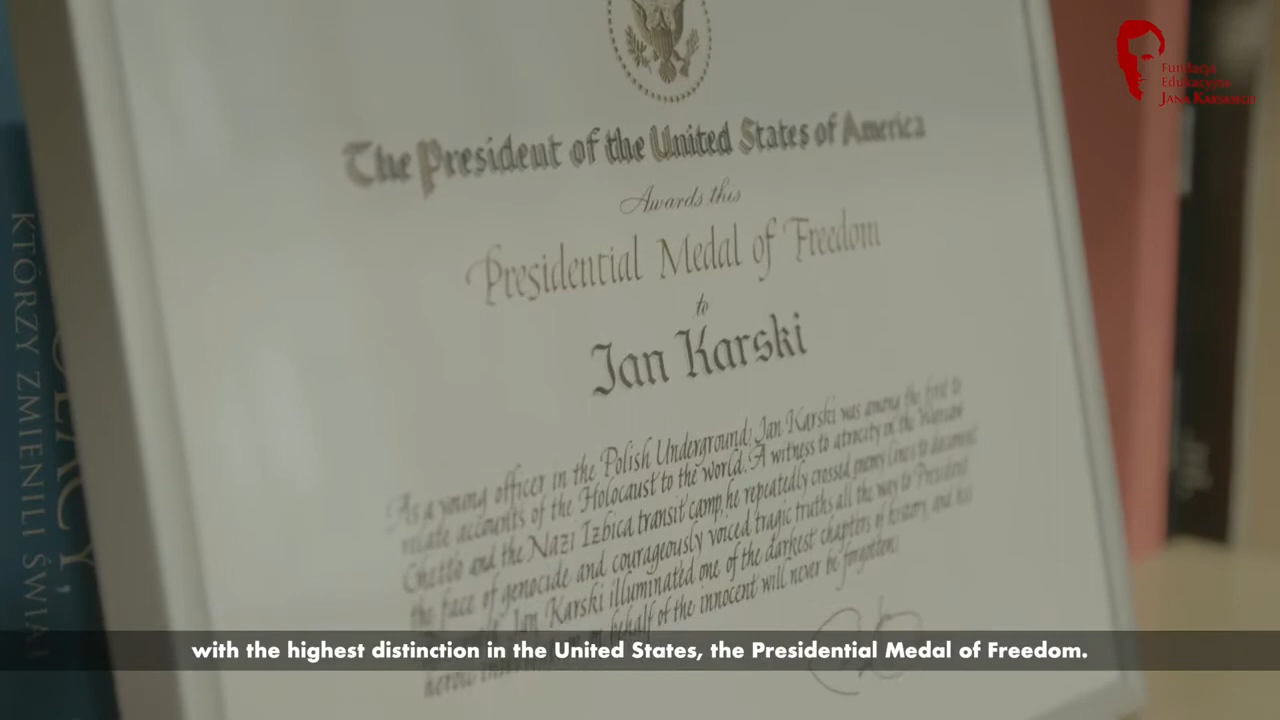 Fundacja
Edukacyjna
JANA KARSKIEGO
The President of the United States of America
Awards this
Presidential Medal of Freedom
to
Jan Karski
As a young officer in the Polish Underground, Jan Karski was among the first to
relate accounts of the Holocaust to the world. A witness to atrocity in the Warsaw
Ghetto and the Nazi Izbica transit camp, he repeatedly crossed enemy lines to document
the face of genocide and courageously voiced tragic truths all the way to President
Jan Karski illuminated one of the darkest chapters of history, and his
heroic behalf of the innocent will never be forgotten.
KTÓRZY ZMIENILI ŚWIAT
with the highest distinction in the United States, the Presidential Medal of Freedom.